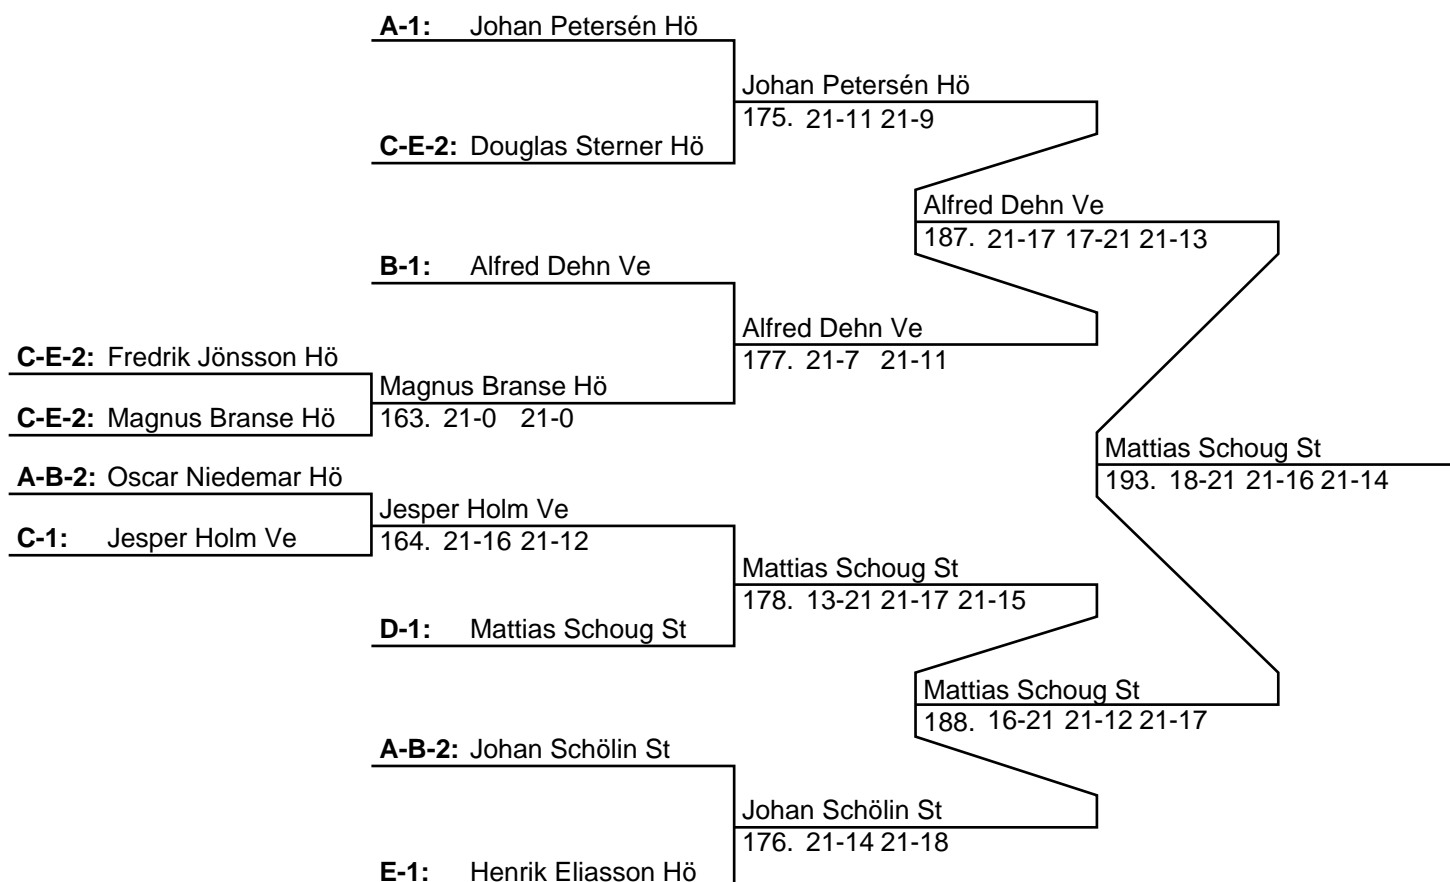 A-1: Johan Petersén Hö
Johan Petersén Hö
175. 21-11 21-9
C-E-2: Douglas Sterner Hö
Alfred Dehn Ve
187. 21-17 17-21 21-13
B-1: Alfred Dehn Ve
Alfred Dehn Ve
177. 21-7 21-11
C-E-2: Fredrik Jönsson Hö
Magnus Branse Hö
163. 21-0 21-0
C-E-2: Magnus Branse Hö
Mattias Schoug St
193. 18-21 21-16 21-14
A-B-2: Oscar Niedemar Hö
Jesper Holm Ve
164. 21-16 21-12
C-1: Jesper Holm Ve
Mattias Schoug St
178. 13-21 21-17 21-15
D-1: Mattias Schoug St
Mattias Schoug St
188. 16-21 21-12 21-17
A-B-2: Johan Schölin St
Johan Schölin St
176. 21-14 21-18
E-1: Henrik Eliasson Hö